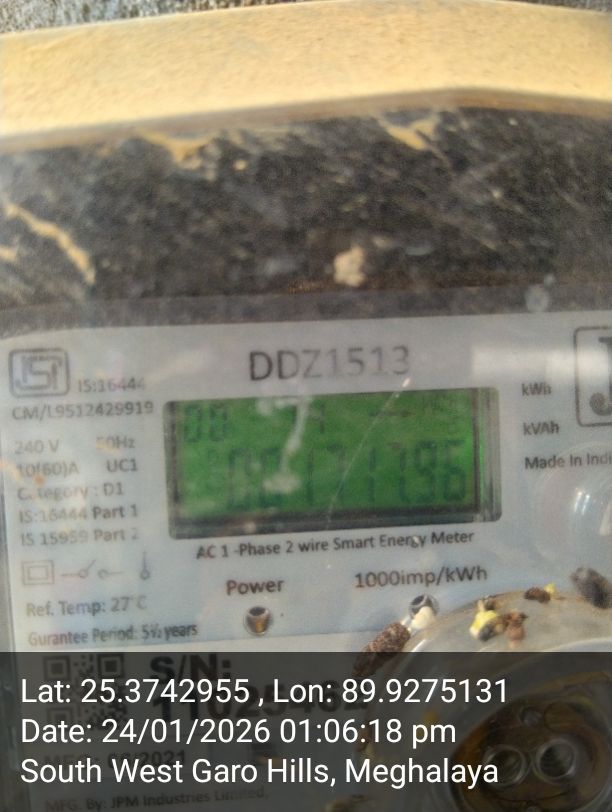 DDZ1513
IS:16444
CM/L9512429919
240 V 50Hz
10(60)A UC1
Category : D1
IS:16444 Part 1
IS 15959 Part 2
kWh
kVAh
Made In Indi
AC 1 -Phase 2 wire Smart Energy Meter
Power 1000imp/kWh
Ref. Temp: 27°C
Gurantee Period: 5½ years
S/N:
Lat: 25.3742955 , Lon: 89.9275131
Date: 24/01/2026 01:06:18 pm
South West Garo Hills, Meghalaya
MFG. By: JPM Industries Limited,